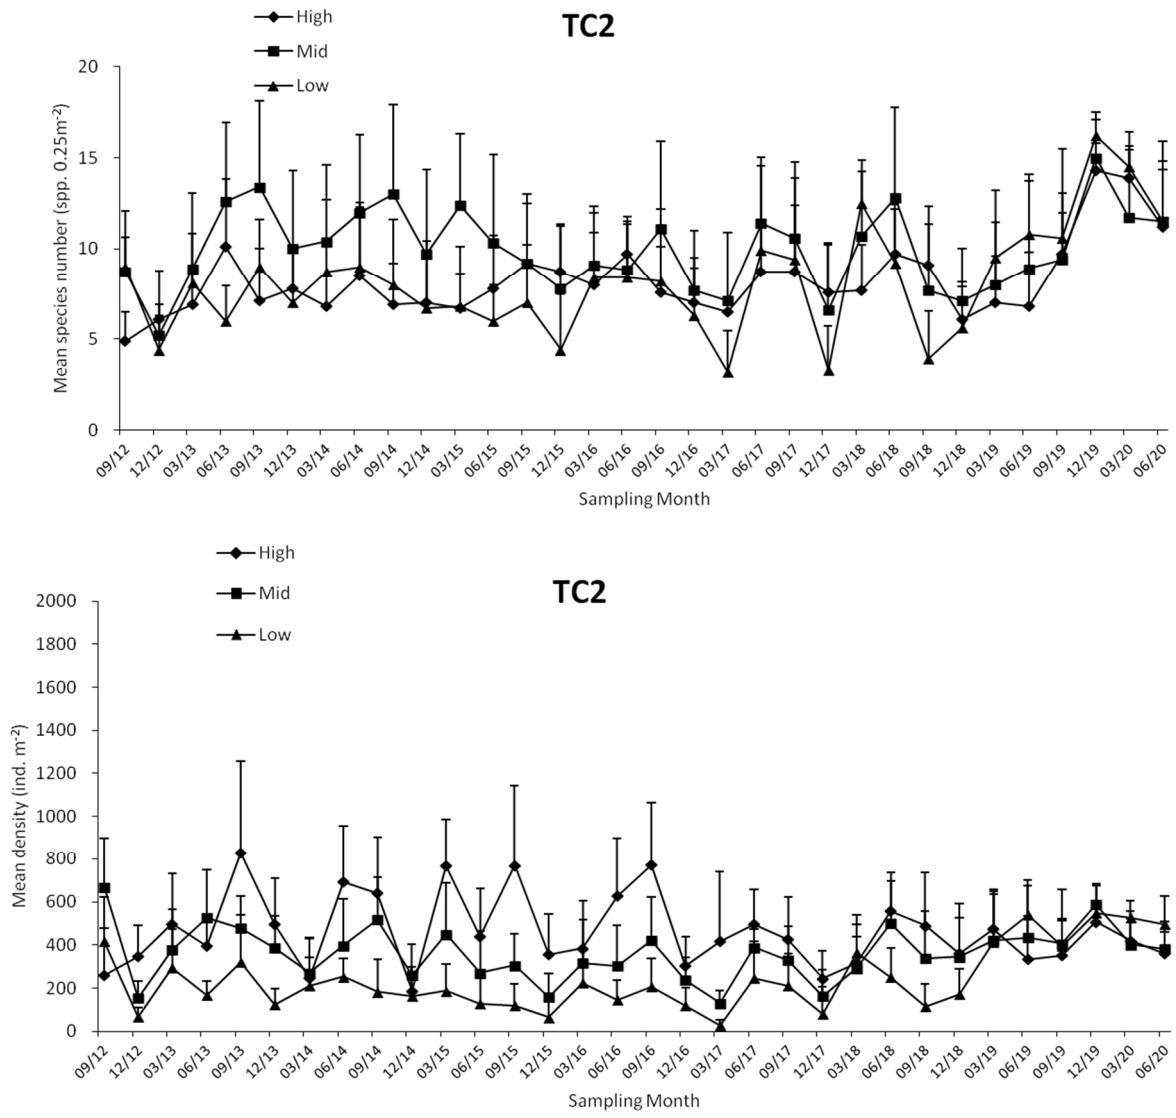 TC2
High
Mid
Low
Mean species number (spp. 0.25m⁻²)
20
15
10
5
0
09/12 12/12 03/13 06/13 09/13 12/13 03/14 06/14 09/14 12/14 03/15 06/15 09/15 12/15 03/16 06/16 09/16 12/16 03/17 06/17 09/17 12/17 03/18 06/18 09/18 12/18 03/19 06/19 09/19 12/19 03/20 06/20
Sampling Month
High
Mid
Low
TC2
Mean density (ind. m⁻²)
2000
1800
1600
1400
1200
1000
800
600
400
200
0
09/12 12/12 03/13 06/13 09/13 12/13 03/14 06/14 09/14 12/14 03/15 06/15 09/15 12/15 03/16 06/16 09/16 12/16 03/17 06/17 09/17 12/17 03/18 06/18 09/18 12/18 03/19 06/19 09/19 12/19 03/20 06/20
Sampling Month